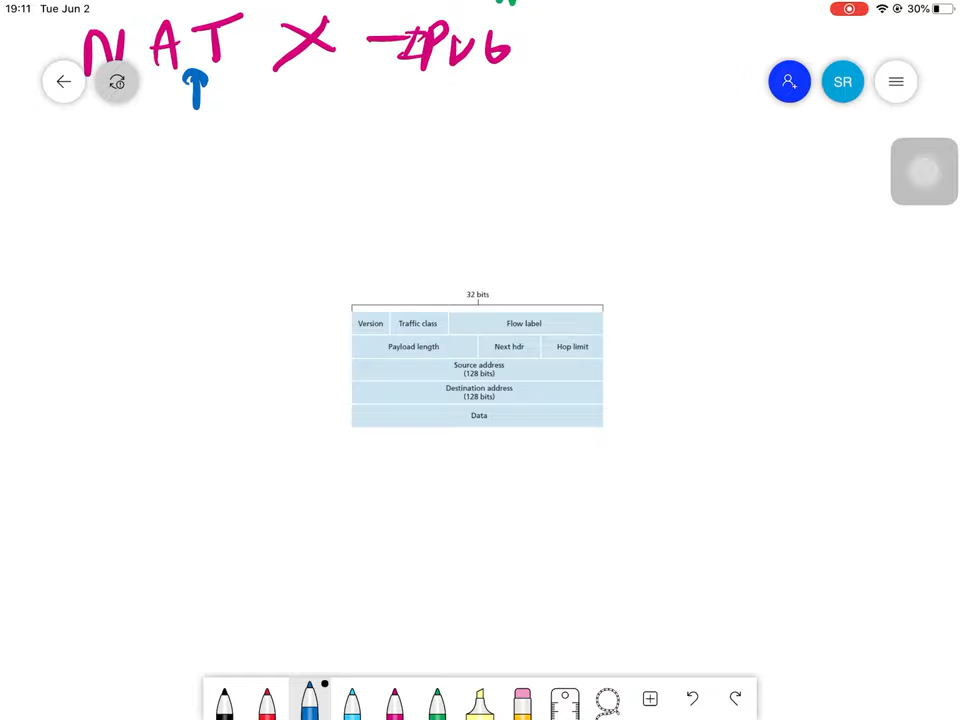 19:11 Tue Jun 2
30%
NAT X - IPv6
SR
32 bits
Version Traffic class Flow label
Payload length Next hdr Hop limit
Source address
(128 bits)
Destination address
(128 bits)
Data